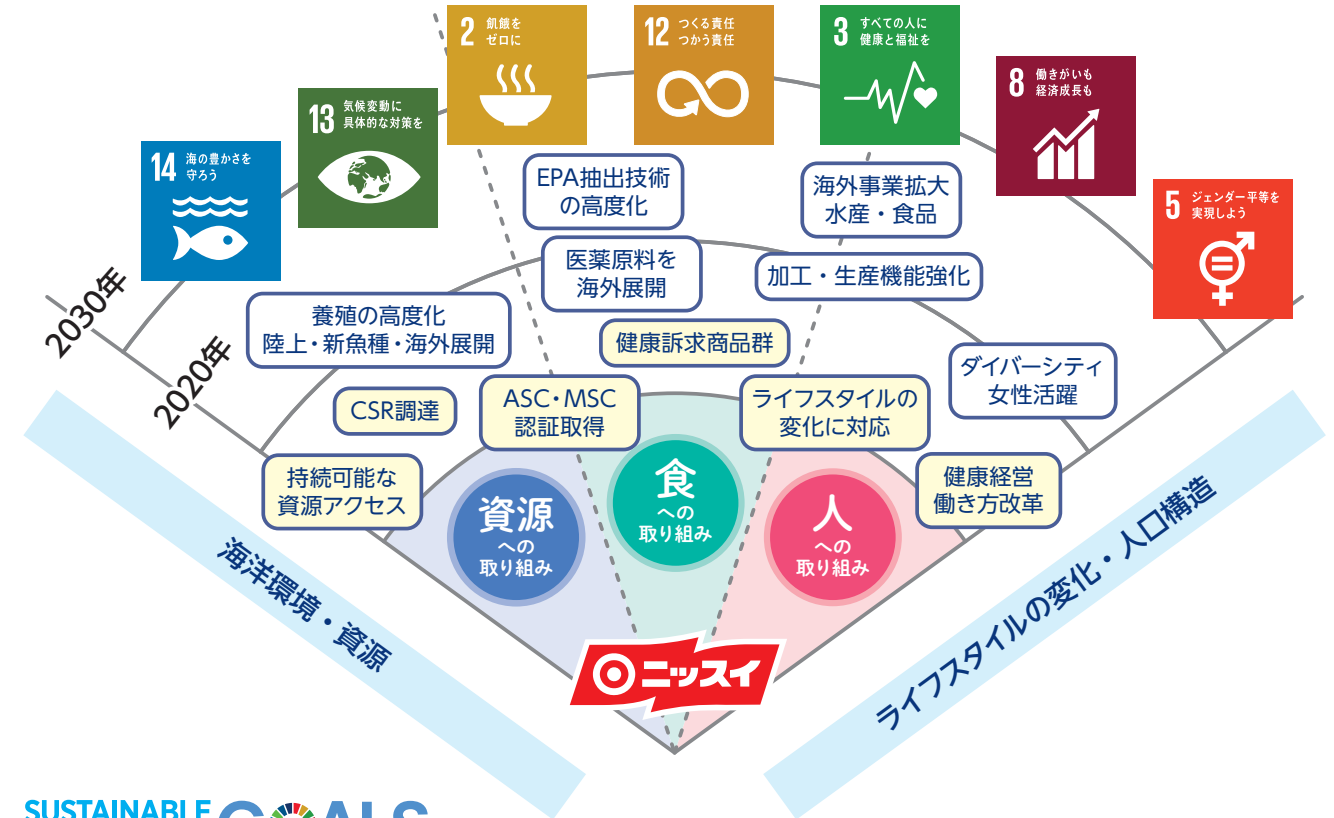 2 飢餓を
ゼロに
12 つくる責任
つかう責任
3 すべての人に
健康と福祉を
8 働きがいも
経済成長も
13 気候変動に
具体的な対策を
14 海の豊かさを
守ろう
5 ジェンダー平等を
実現しよう
2030年
2020年
EPA抽出技術
の高度化
海外事業拡大
水産・食品
医薬原料を
海外展開
加工・生産機能強化
養殖の高度化
陸上・新魚種・海外展開
健康訴求商品群
ダイバーシティ
女性活躍
CSR調達
ASC・MSC
認証取得
ライフスタイルの
変化に対応
持続可能な
資源アクセス
健康経営
働き方改革
資源
への
取り組み
食
への
取り組み
人
への
取り組み
海洋環境・資源
ライフスタイルの変化・人口構造
ニッスイ
SUSTAINABLE
GOALS